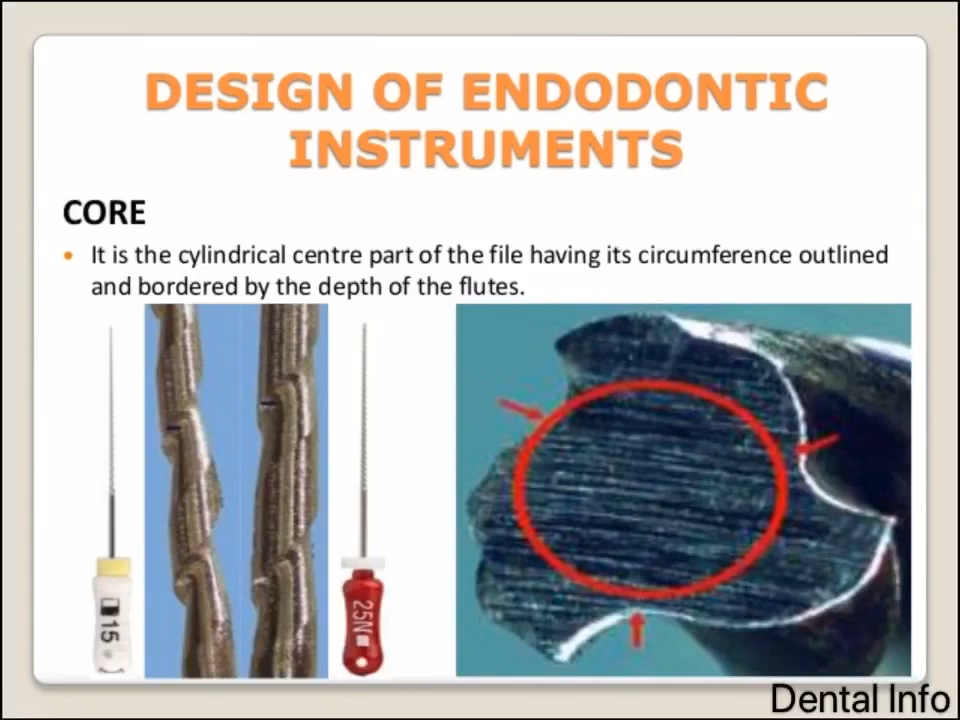 DESIGN OF ENDODONTIC
INSTRUMENTS
CORE
• It is the cylindrical centre part of the file having its circumference outlined
and bordered by the depth of the flutes.
15
25N
Dental Info